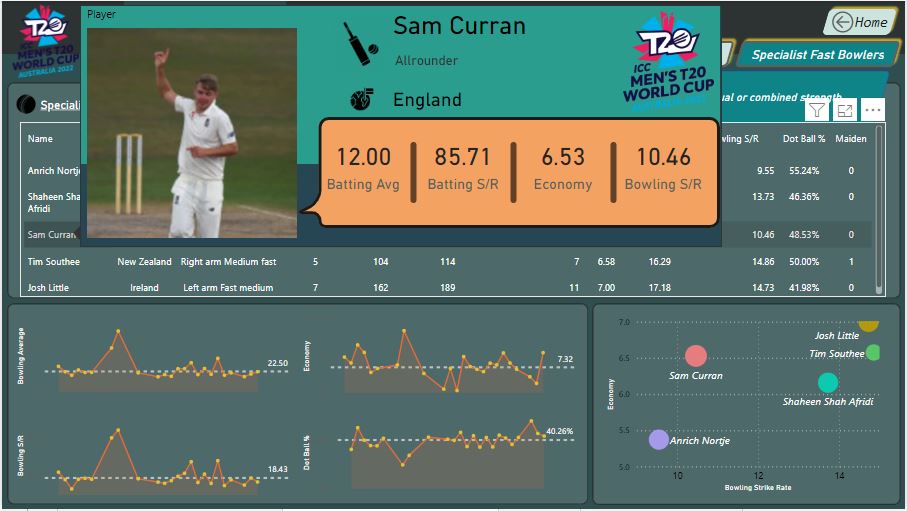 Player
T20
ICC
MEN'S T20
WORLD CUP
AUSTRALIA 2022
Sam Curran
Allrounder
England
T20
ICC
MEN'S T20
WORLD CUP
AUSTRALIA 2022
Home
Specialist Fast Bowlers
Speciali
ual or combined strength
12.00 85.71 6.53 10.46
Batting Avg Batting S/R Economy Bowling S/R
Name wling S/R Dot Ball % Maiden
Anrich Nortj 9.55 55.24% 0
Shaheen Sha
Afridi 13.73 46.36% 0
Sam Curran 10.46 48.53% 0
Tim Southee New Zealand Right arm Medium fast 5 104 114 7 6.58 16.29 14.86 50.00% 1
Josh Little Ireland Left arm Fast medium 7 162 189 11 7.00 17.18 14.73 41.98% 0
Bowling Average
22.50
Economy
7.32
Bowling S/R
18.43
Dot Ball %
40.26%
Economy
7.0
6.5
6.0
5.5
5.0
Josh Little
Tim Southee
Sam Curran
Shaheen Shah Afridi
Anrich Nortje
10 12 14
Bowling Strike Rate